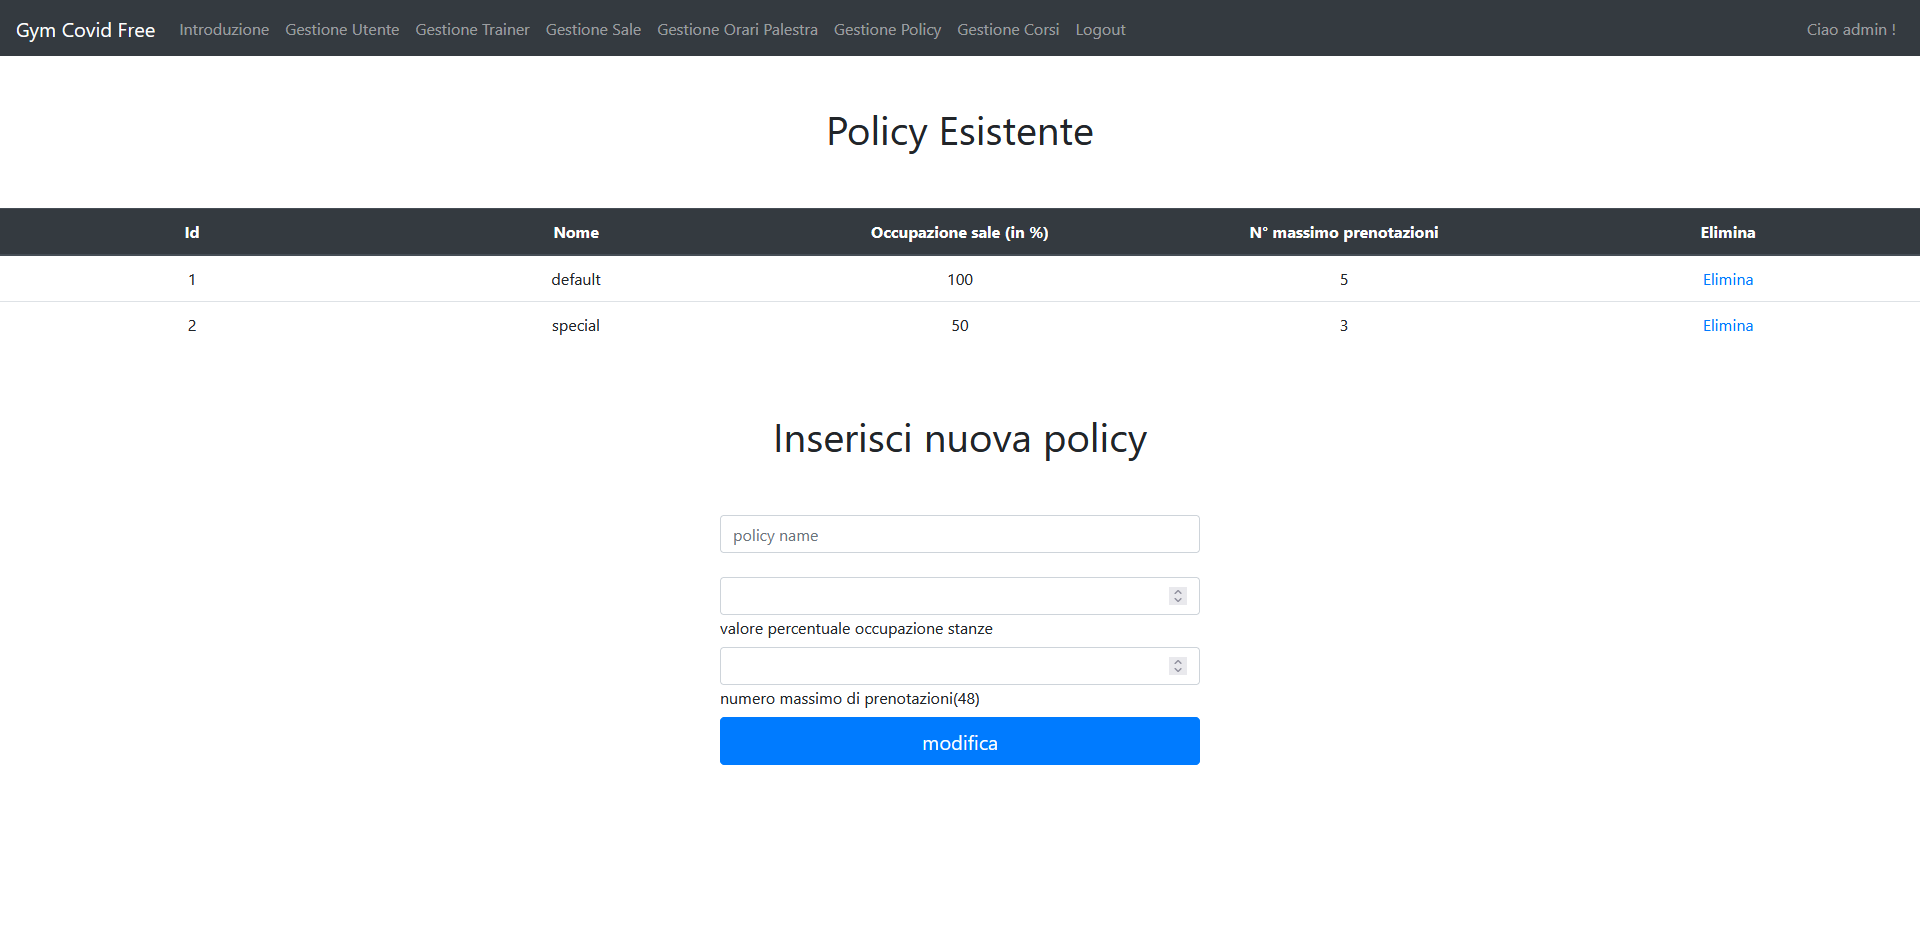 Gym Covid Free Introduzione Gestione Utente Gestione Trainer Gestione Sale Gestione Orari Palestra Gestione Policy Gestione Corsi Logout Ciao admin !
Policy Esistente
Id Nome Occupazione sale (in %) N° massimo prenotazioni Elimina
1 default 100 5 Elimina
2 special 50 3 Elimina
Inserisci nuova policy
policy name
valore percentuale occupazione stanze
numero massimo di prenotazioni(48)
modifica